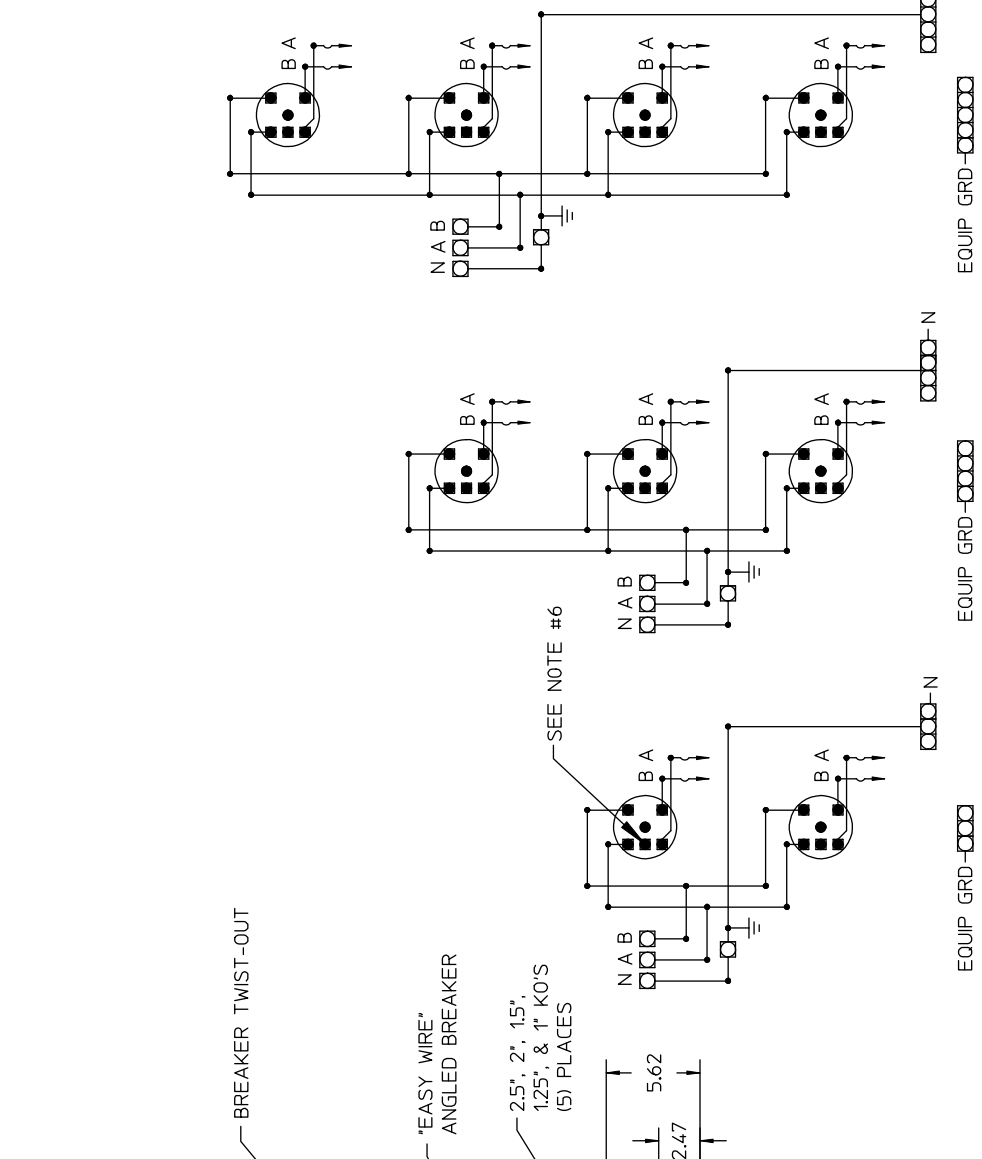 B A
B A
B A
B A
N A B
EQUIP GRD
N
B A
B A
B A
N A B
EQUIP GRD
SEE NOTE #6
N
B A
B A
N A B
EQUIP GRD
BREAKER TWIST-OUT
"EASY WIRE"
ANGLED BREAKER
2.5", 2", 1.5",
1.25", & 1" KO'S
(5) PLACES
5.62
2.47